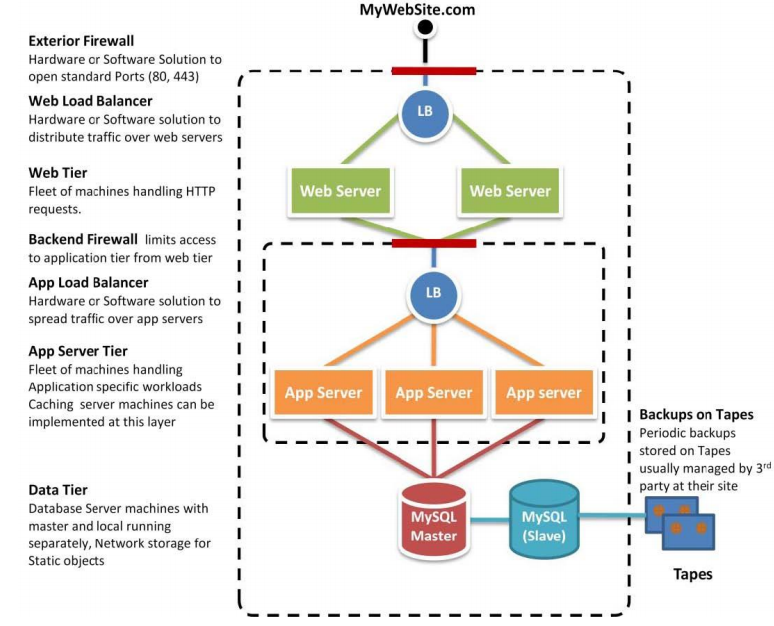 MyWebSite.com
Exterior Firewall
Hardware or Software Solution to
open standard Ports (80, 443)
Web Load Balancer
Hardware or Software solution to
distribute traffic over web servers
LB
Web Tier
Fleet of machines handling HTTP
requests.
Web Server
Web Server
Backend Firewall limits access
to application tier from web tier
App Load Balancer
Hardware or Software solution to
spread traffic over app servers
LB
App Server Tier
Fleet of machines handling
Application specific workloads
Caching server machines can be
implemented at this layer
App Server
App Server
App server
Backups on Tapes
Periodic backups
stored on Tapes
usually managed by 3rd
party at their site
Data Tier
Database Server machines with
master and local running
separately, Network storage for
Static objects
MySQL
Master
MySQL
(Slave)
Tapes